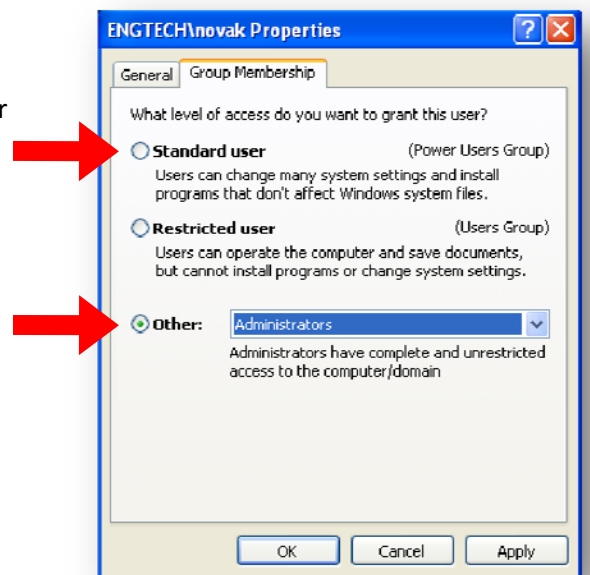 ENGTECH\novak Properties
General Group Membership
What level of access do you want to grant this user?
r
Standard user (Power Users Group)
Users can change many system settings and install
programs that don't affect Windows system files.
Restricted user (Users Group)
Users can operate the computer and save documents,
but cannot install programs or change system settings.
Other: Administrators
Administrators have complete and unrestricted
access to the computer/domain
OK Cancel Apply